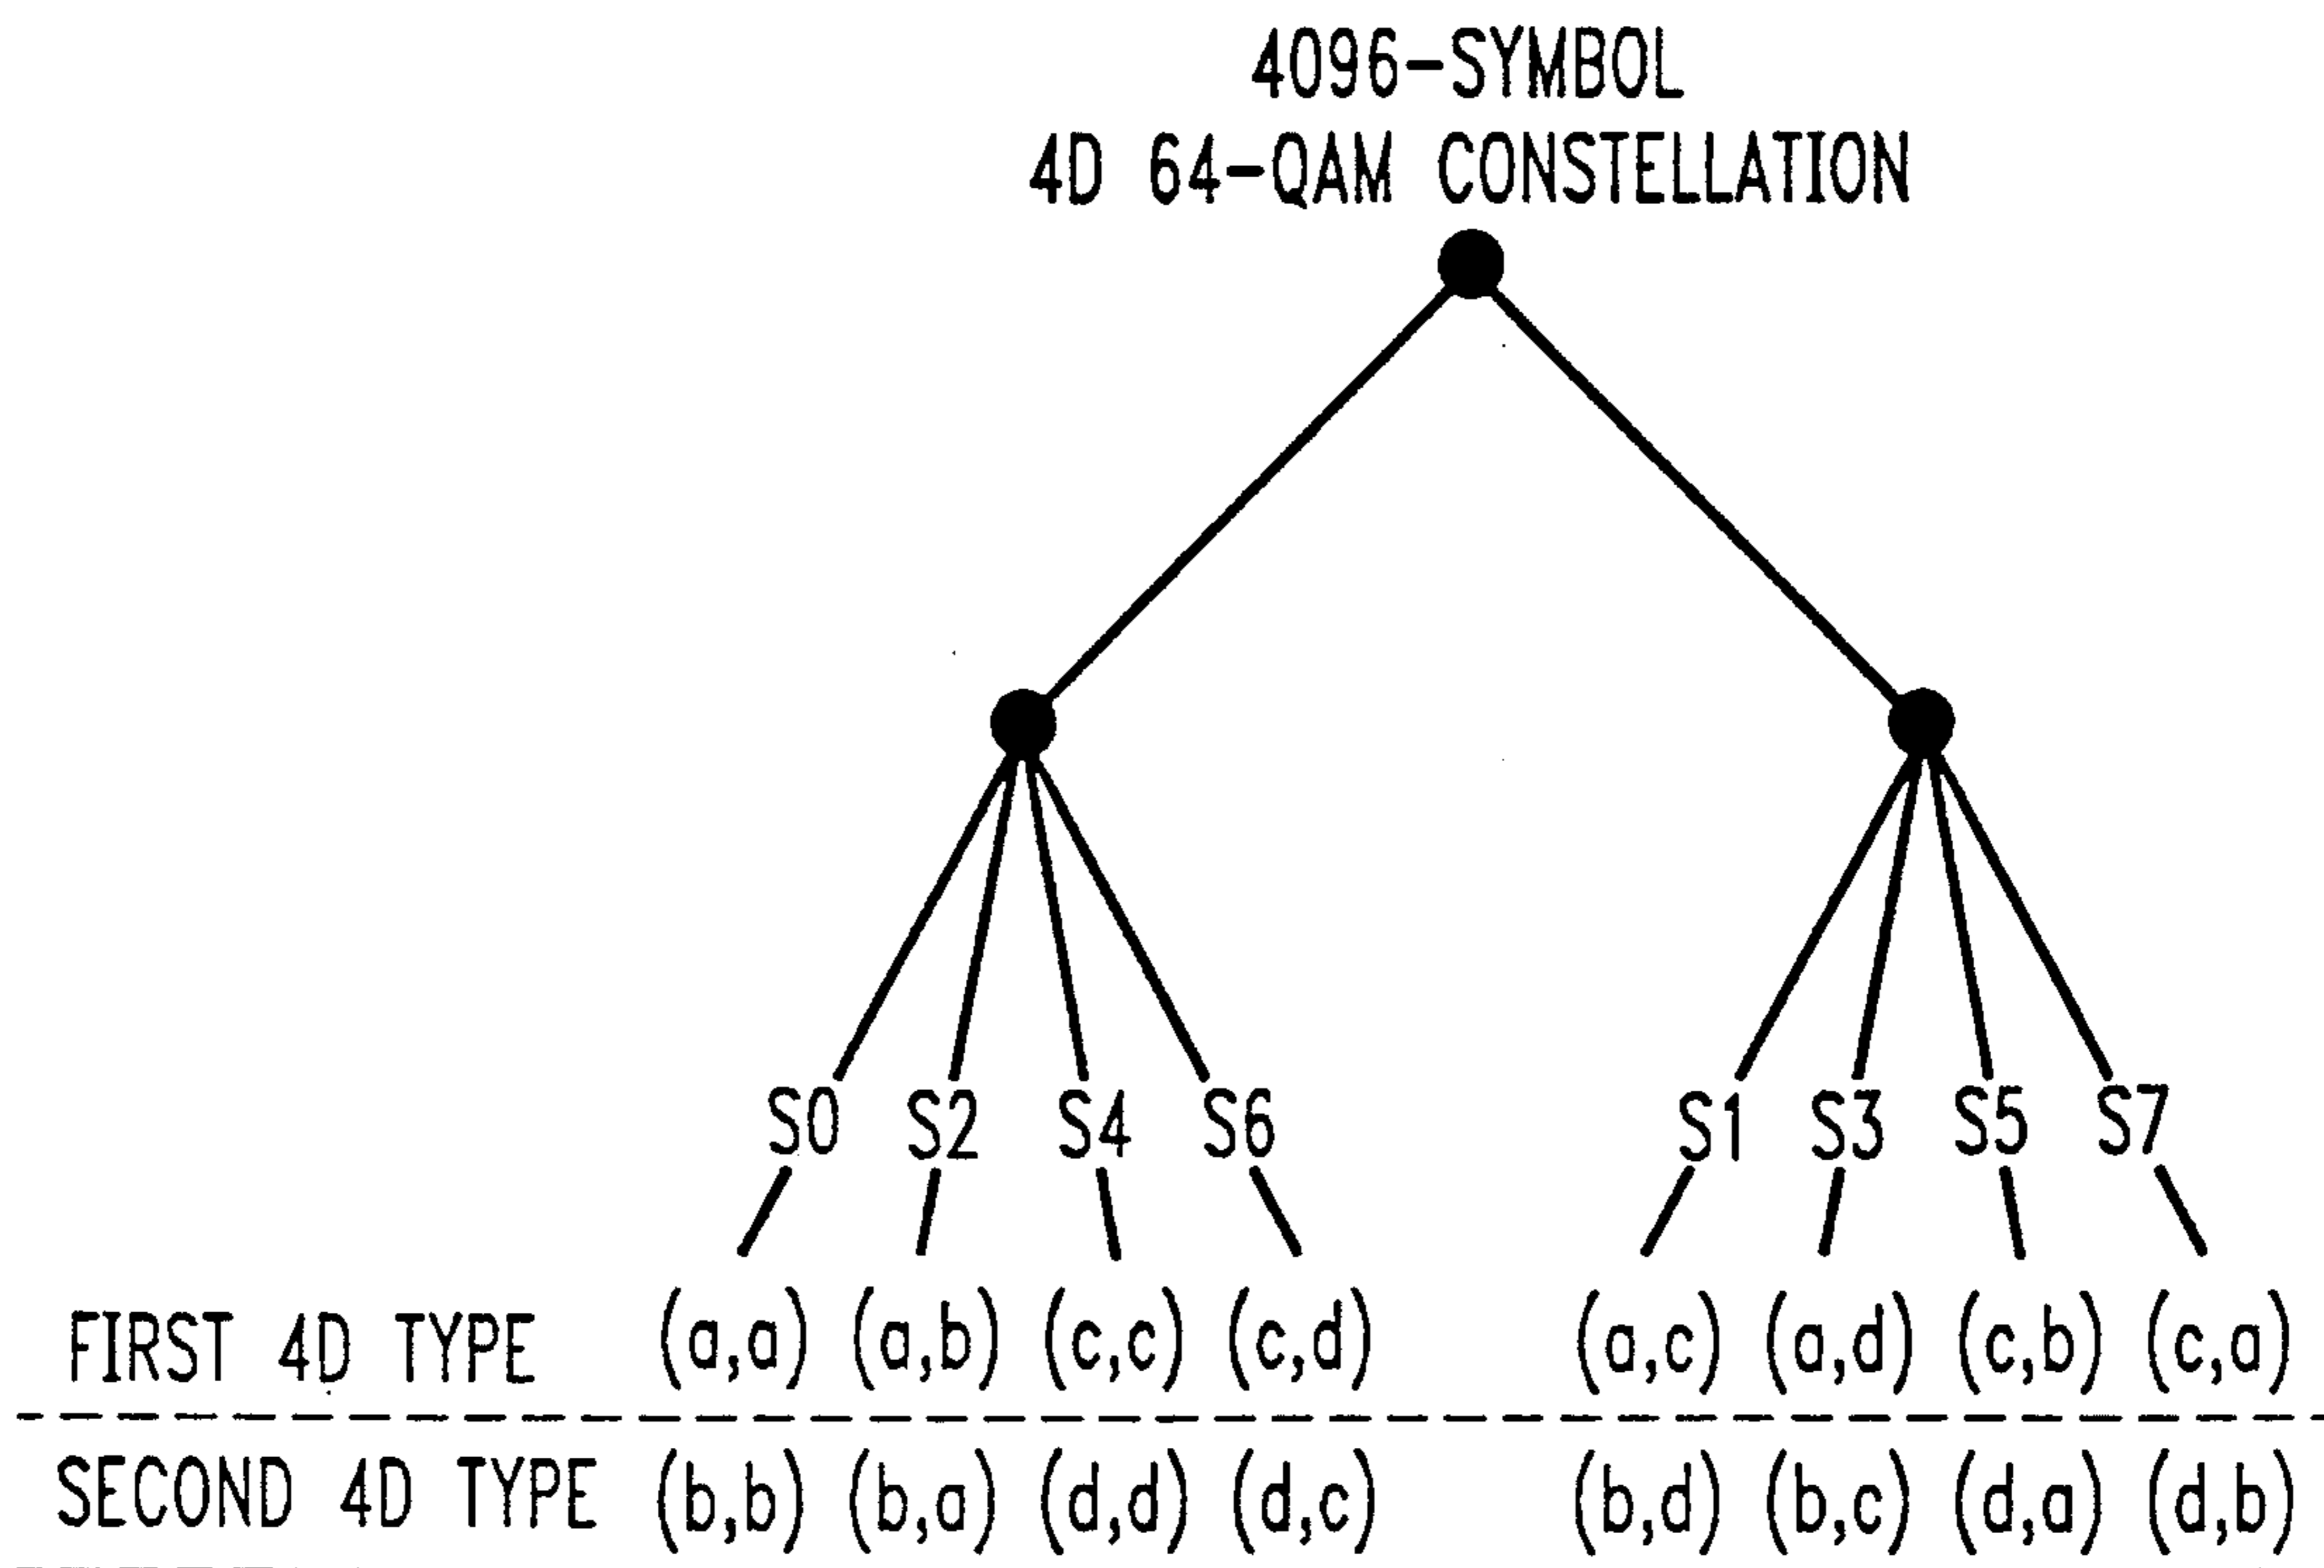 4096-SYMBOL
4D 64-QAM CONSTELLATION
S0 S2 S4 S6 S1 S3 S5 S7
FIRST 4D TYPE (a,a) (a,b) (c,c) (c,d) (a,c) (a,d) (c,b) (c,a)
SECOND 4D TYPE (b,b) (b,a) (d,d) (d,c) (b,d) (b,c) (d,a) (d,b)